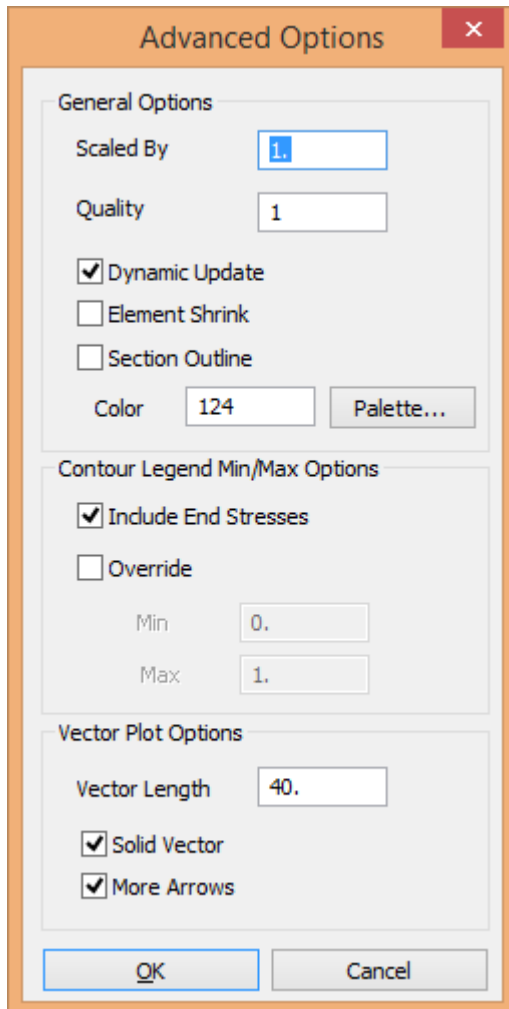 Advanced Options
General Options
Scaled By 1.
Quality 1
Dynamic Update
Element Shrink
Section Outline
Color 124 Palette...
Contour Legend Min/Max Options
Include End Stresses
Override
Min 0.
Max 1.
Vector Plot Options
Vector Length 40.
Solid Vector
More Arrows
OK Cancel